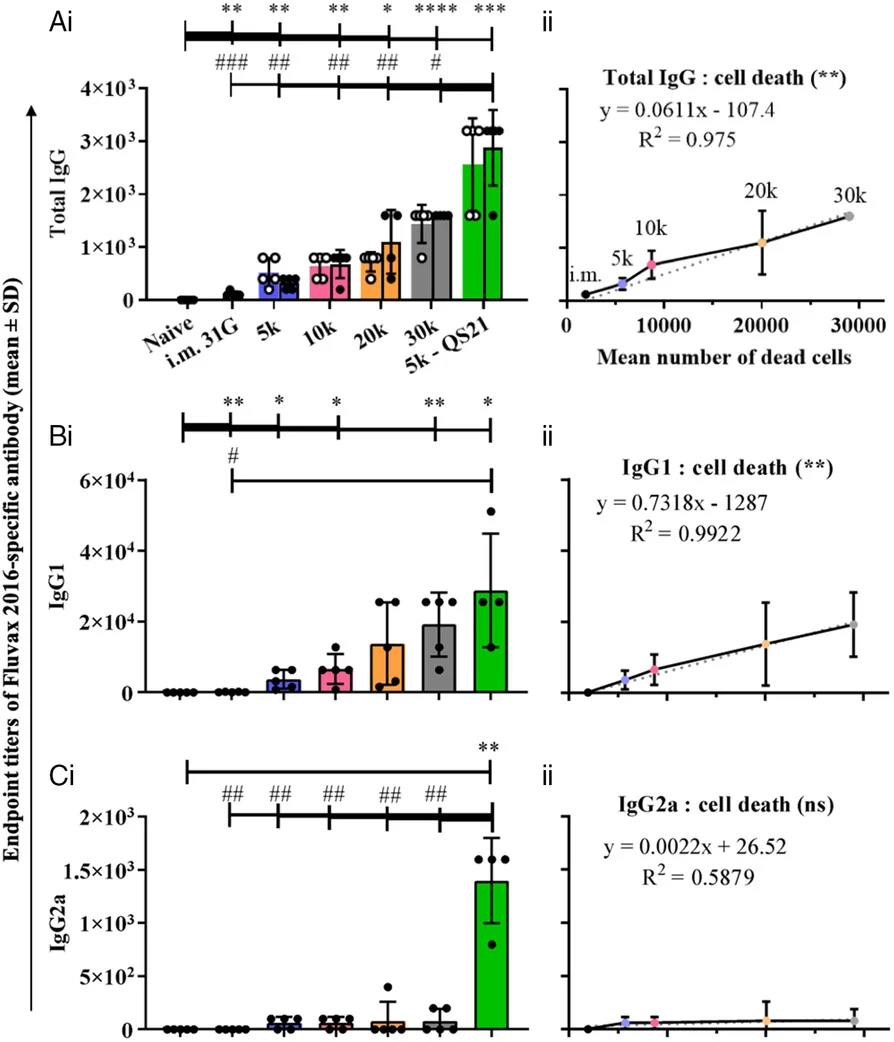 Ai
** ** ** * **** ***
### ## ## ## #
Endpoint titers of Fluvax 2016-specific antibody (mean ± SD)
Total IgG
4×10³
3×10³
2×10³
1×10³
0
Naive
i.m. 31G
5k
10k
20k
30k
5k - QS21
ii
Total IgG : cell death (**)
y = 0.0611x - 107.4
R² = 0.975
i.m.
5k
10k
20k
30k
0 10000 20000 30000
Mean number of dead cells
Bi
** * * ** *
#
IgG1
6×10⁴
4×10⁴
2×10⁴
0
ii
IgG1 : cell death (**)
y = 0.7318x - 1287
R² = 0.9922
Ci
**
## ## ## ## ##
IgG2a
2×10³
1.5×10³
1×10³
5×10²
0
ii
IgG2a : cell death (ns)
y = 0.0022x + 26.52
R² = 0.5879